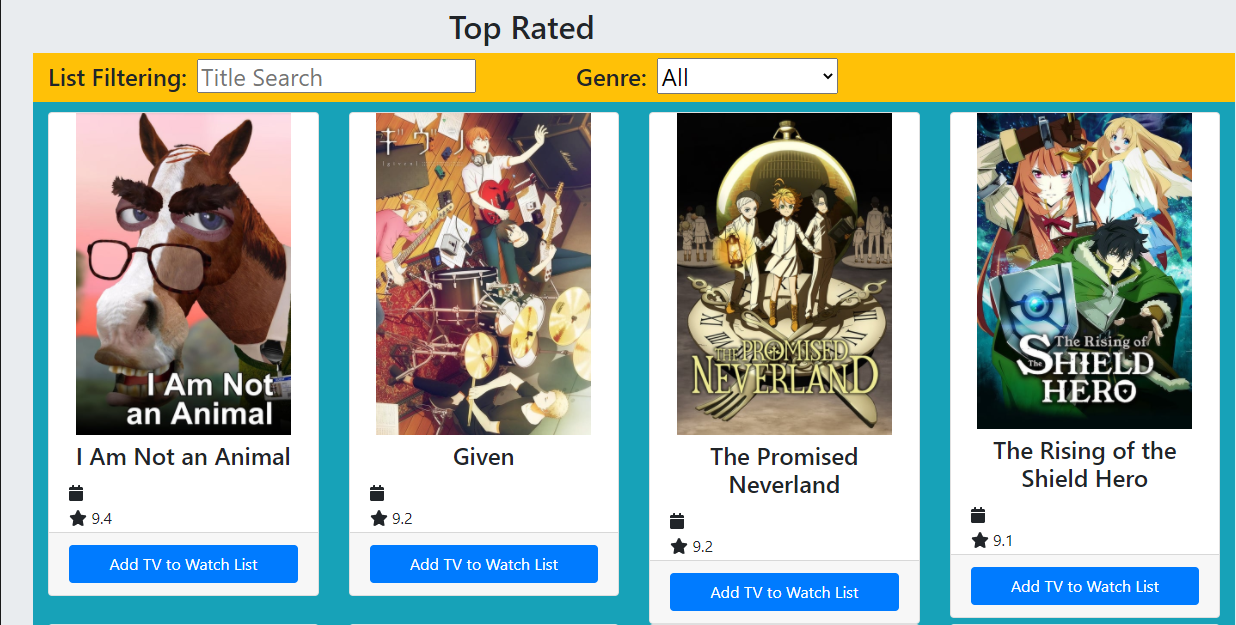 Top Rated
List Filtering: Title Search Genre: All
I Am Not
an Animal
ギヴン
THE PROMISED
NEVERLAND
The Rising of
The SHIELD
HERO
I Am Not an Animal
9.4
Add TV to Watch List
Given
9.2
Add TV to Watch List
The Promised
Neverland
9.2
Add TV to Watch List
The Rising of the
Shield Hero
9.1
Add TV to Watch List